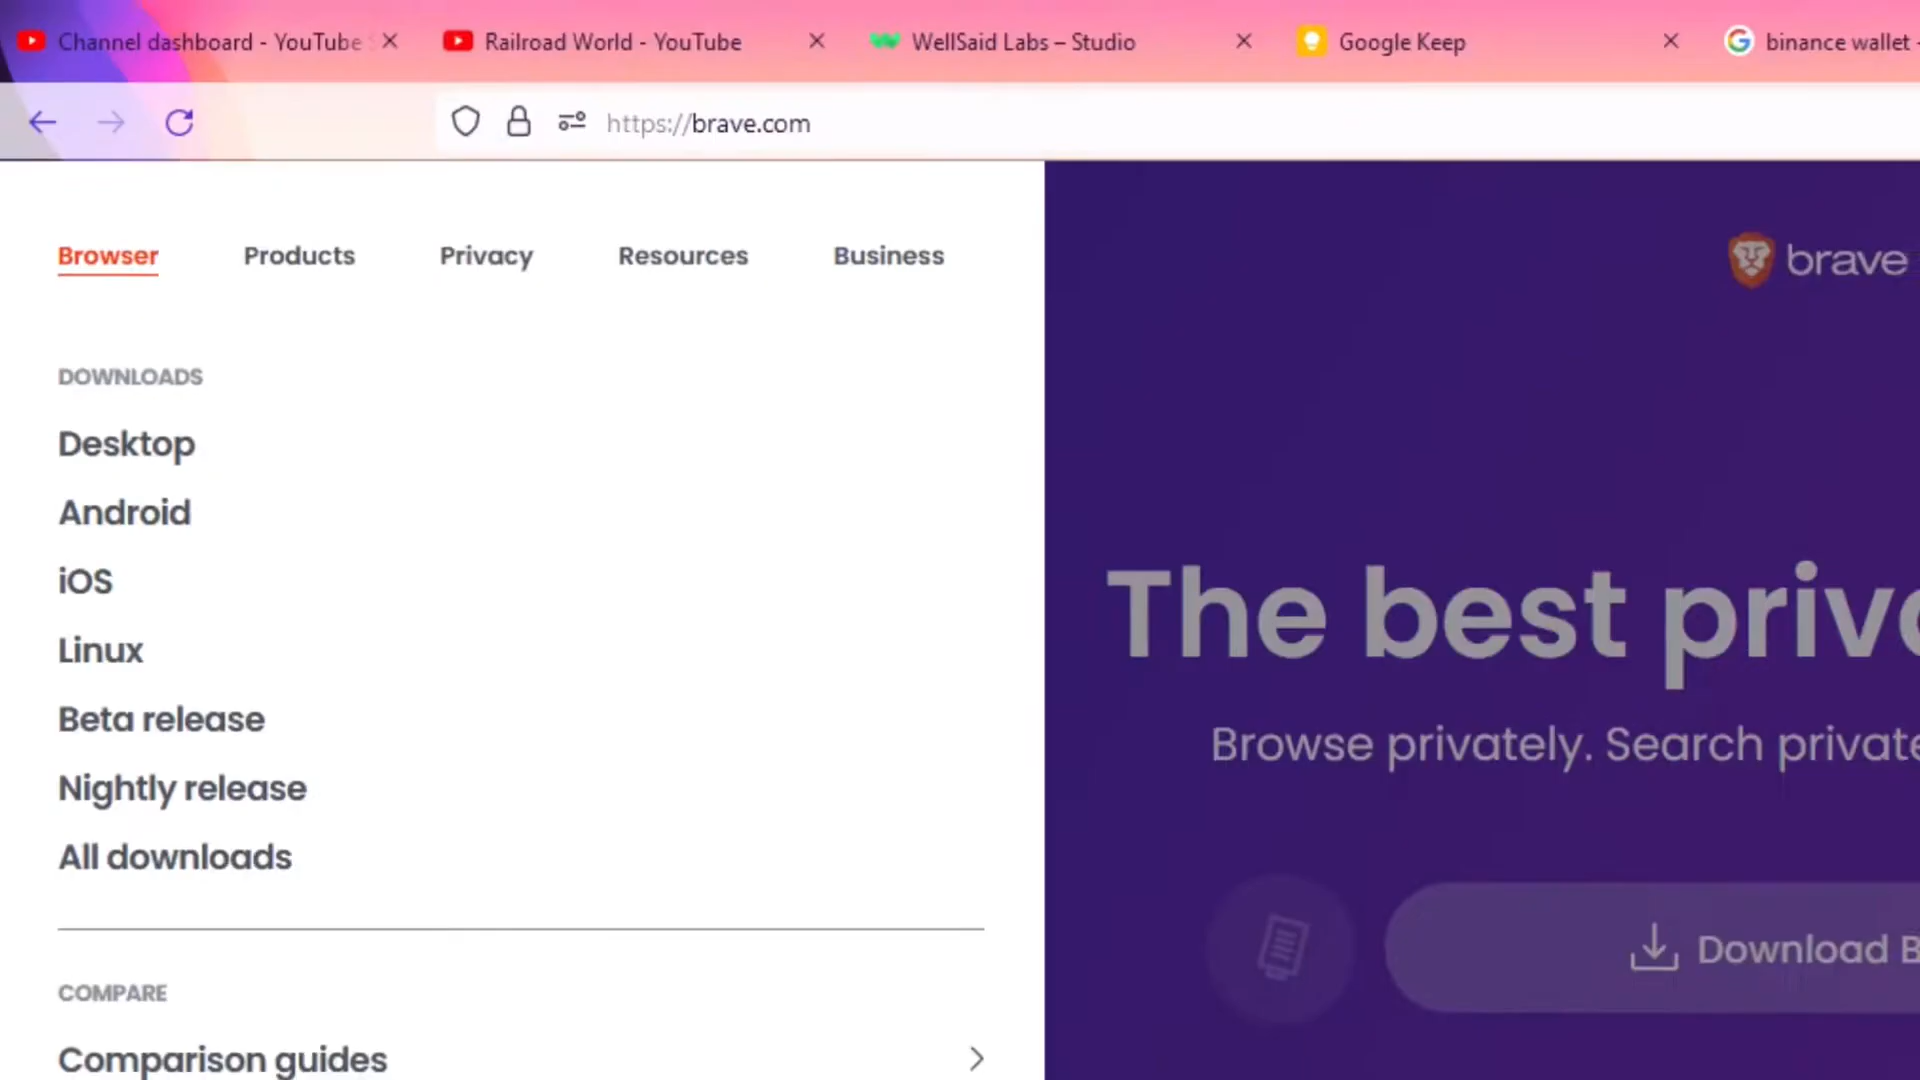 Channel dashboard - YouTube
Railroad World - YouTube
WellSaid Labs – Studio
Google Keep
binance wallet -
https://brave.com
Browser
Products
Privacy
Resources
Business
brave
DOWNLOADS
Desktop
Android
iOS
Linux
Beta release
Nightly release
All downloads
The best priva
Browse privately. Search private
Download B
COMPARE
Comparison guides